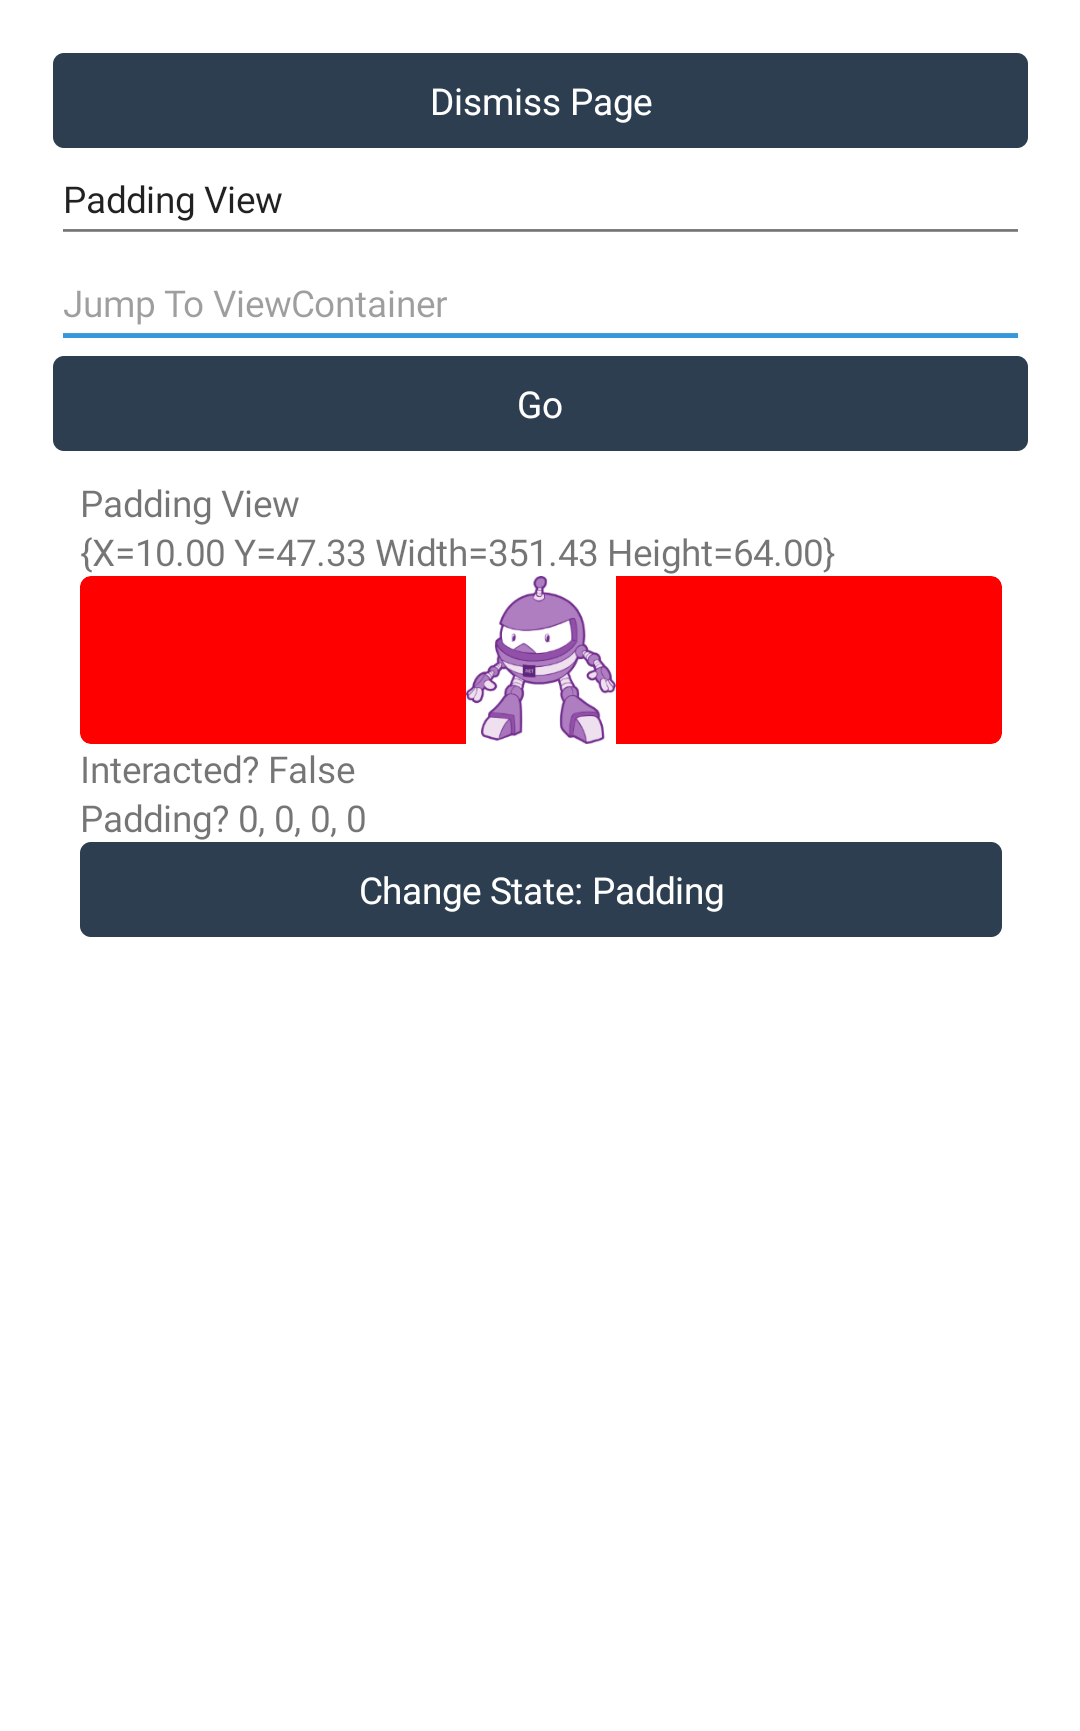 Dismiss Page
Padding View
Jump To ViewContainer
Go
Padding View
{X=10.00 Y=47.33 Width=351.43 Height=64.00}
Interacted? False
Padding? 0, 0, 0, 0
Change State: Padding